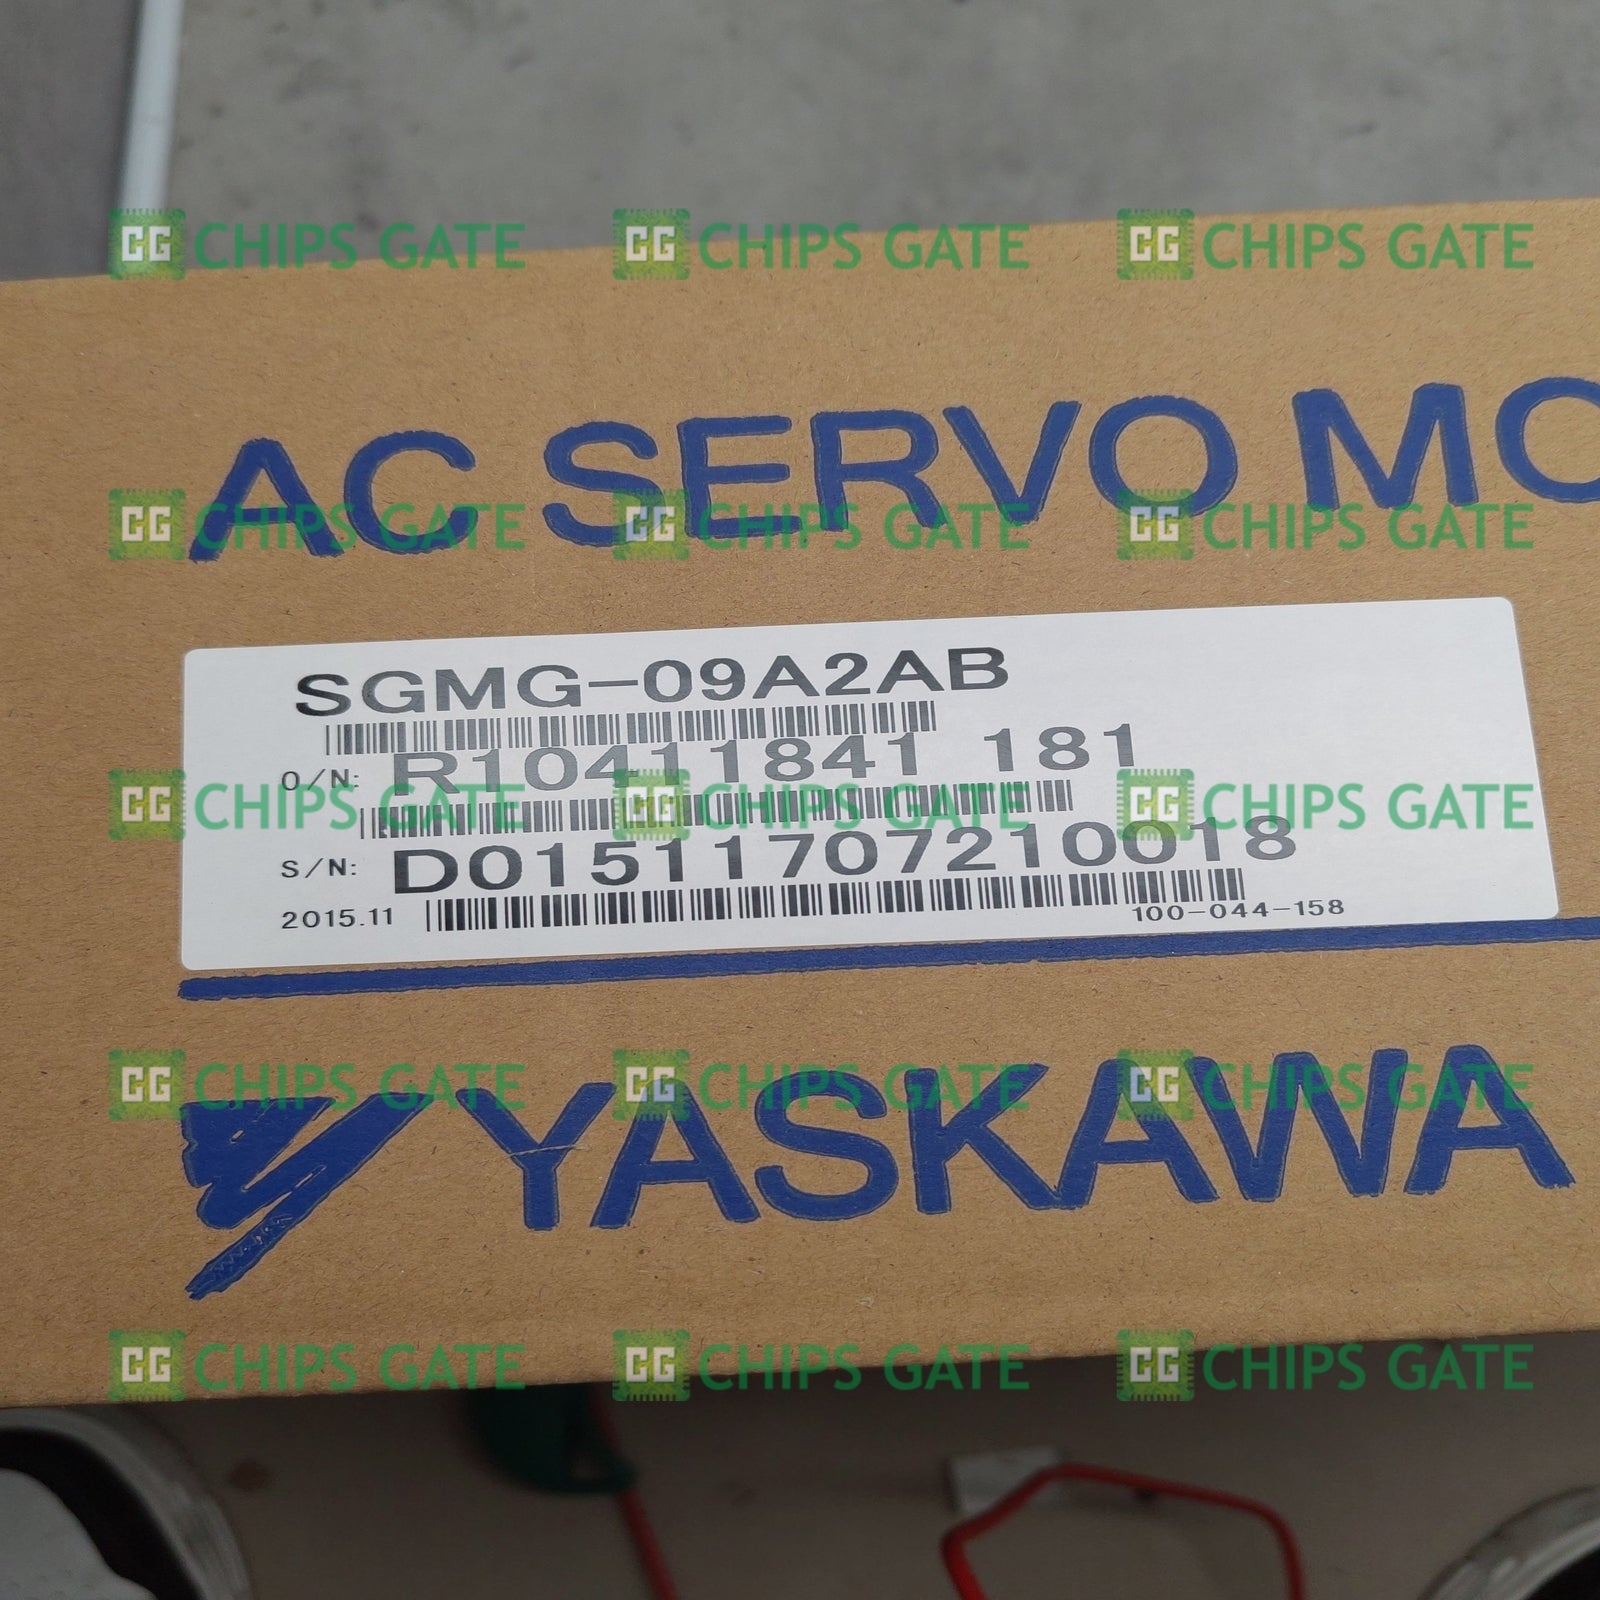 CG CHIPS GATE CG CHIPS GATE CG CHIPS GATE
AC SERVO MO
CG CHIPS GATE CG CHIPS GATE CG CHIPS GATE
SGMG-09A2AB
O/N: R10411841 181
CG CHIPS GATE CG CHIPS GATE CG CHIPS GATE
S/N: D01511707210018
2015.11 100-044-158
CG CHIPS GATE CG CHIPS GATE CG CHIPS GATE
YASKAWA
CG CHIPS GATE CG CHIPS GATE CG CHIPS GATE